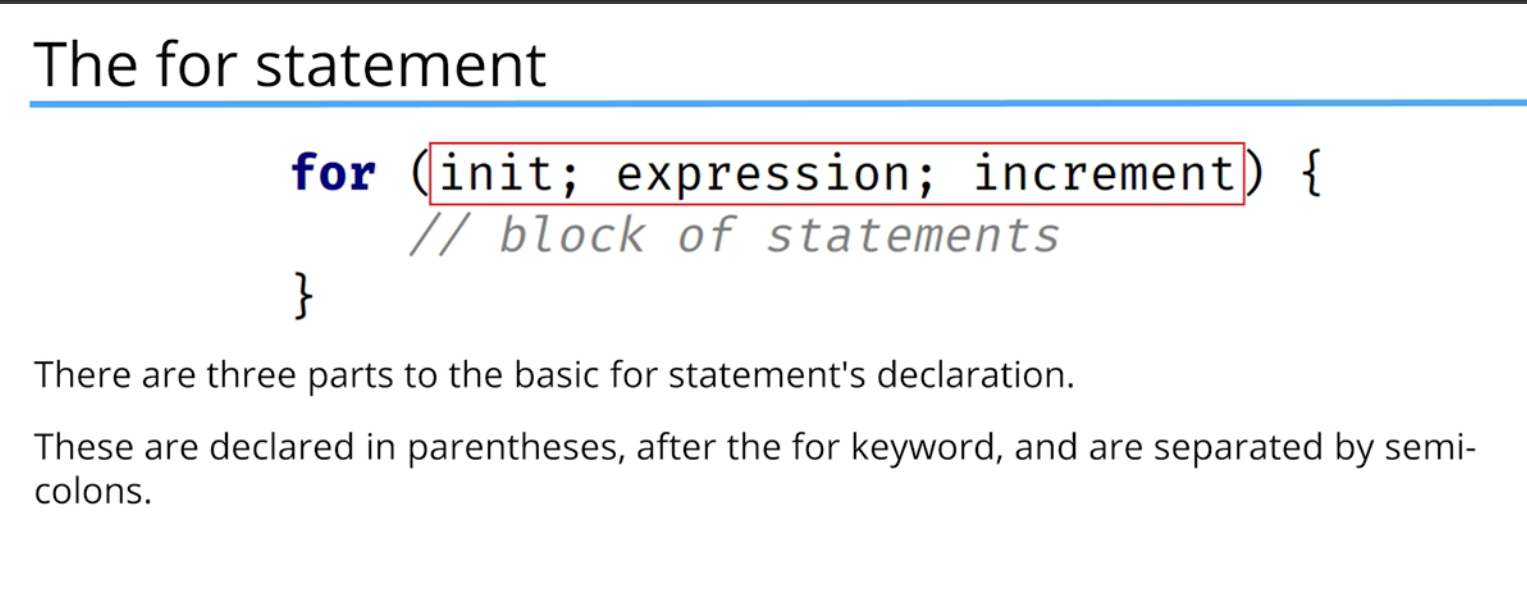 The for statement
for (init; expression; increment) {
// block of statements
}
There are three parts to the basic for statement's declaration.
These are declared in parentheses, after the for keyword, and are separated by semi-
colons.